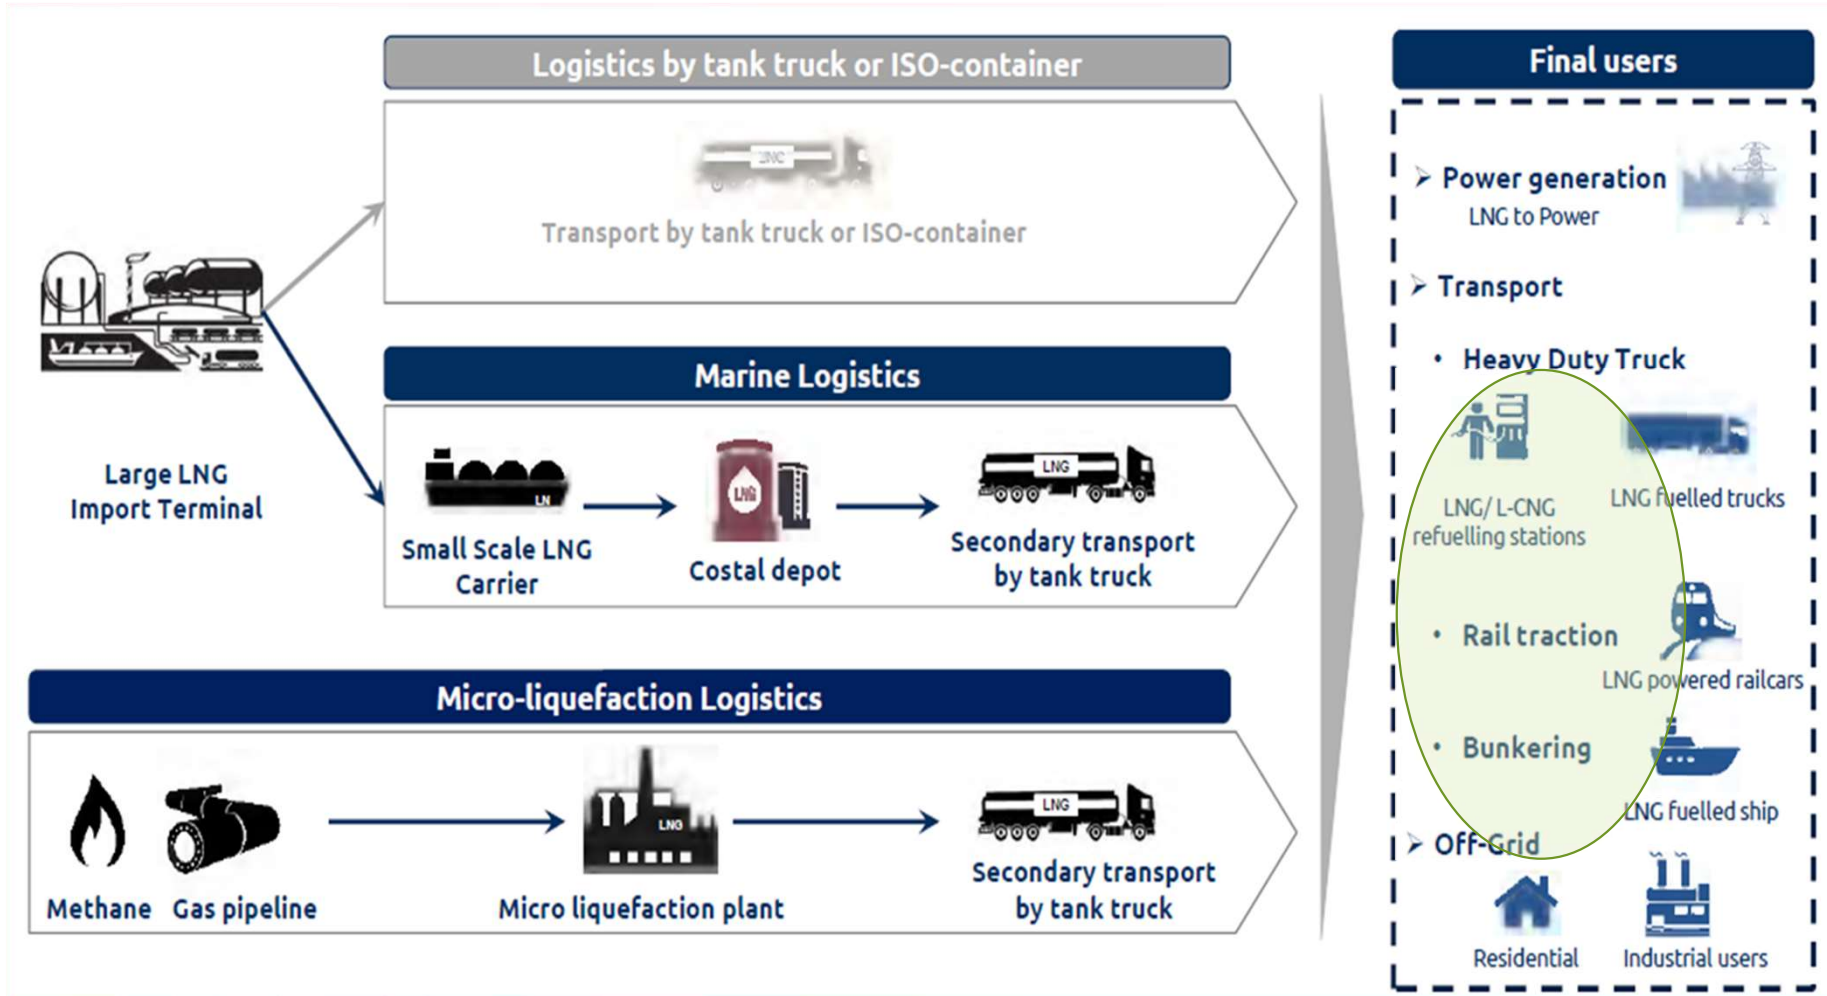 Logistics by tank truck or ISO-container
LNG
Transport by tank truck or ISO-container
Large LNG
Import Terminal
Marine Logistics
LN
Small Scale LNG
Carrier
LNG
Costal depot
LNG
Secondary transport
by tank truck
Micro-liquefaction Logistics
Methane
Gas pipeline
LNG
Micro liquefaction plant
LNG
Secondary transport
by tank truck
Final users
➢ Power generation
LNG to Power
➢ Transport
• Heavy Duty Truck
LNG/ L-CNG
refuelling stations
LNG fuelled trucks
• Rail traction
LNG powered railcars
• Bunkering
LNG fuelled ship
➢ Off-Grid
Residential
Industrial users